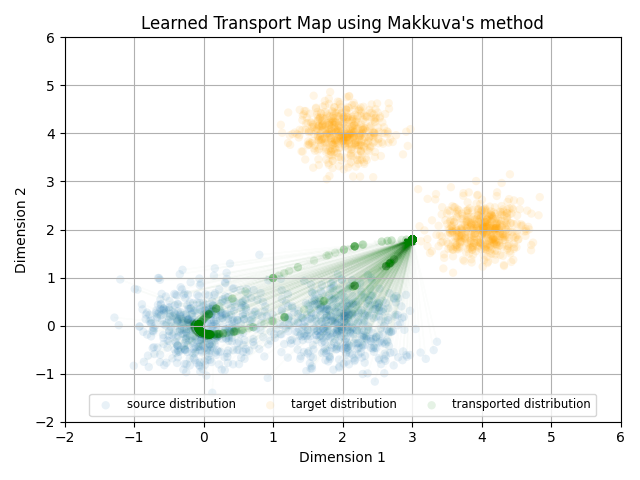 Learned Transport Map using Makkuva's method
6
5
4
3
2
1
0
−1
−2
Dimension 2
source distribution target distribution transported distribution
−2 −1 0 1 2 3 4 5 6
Dimension 1